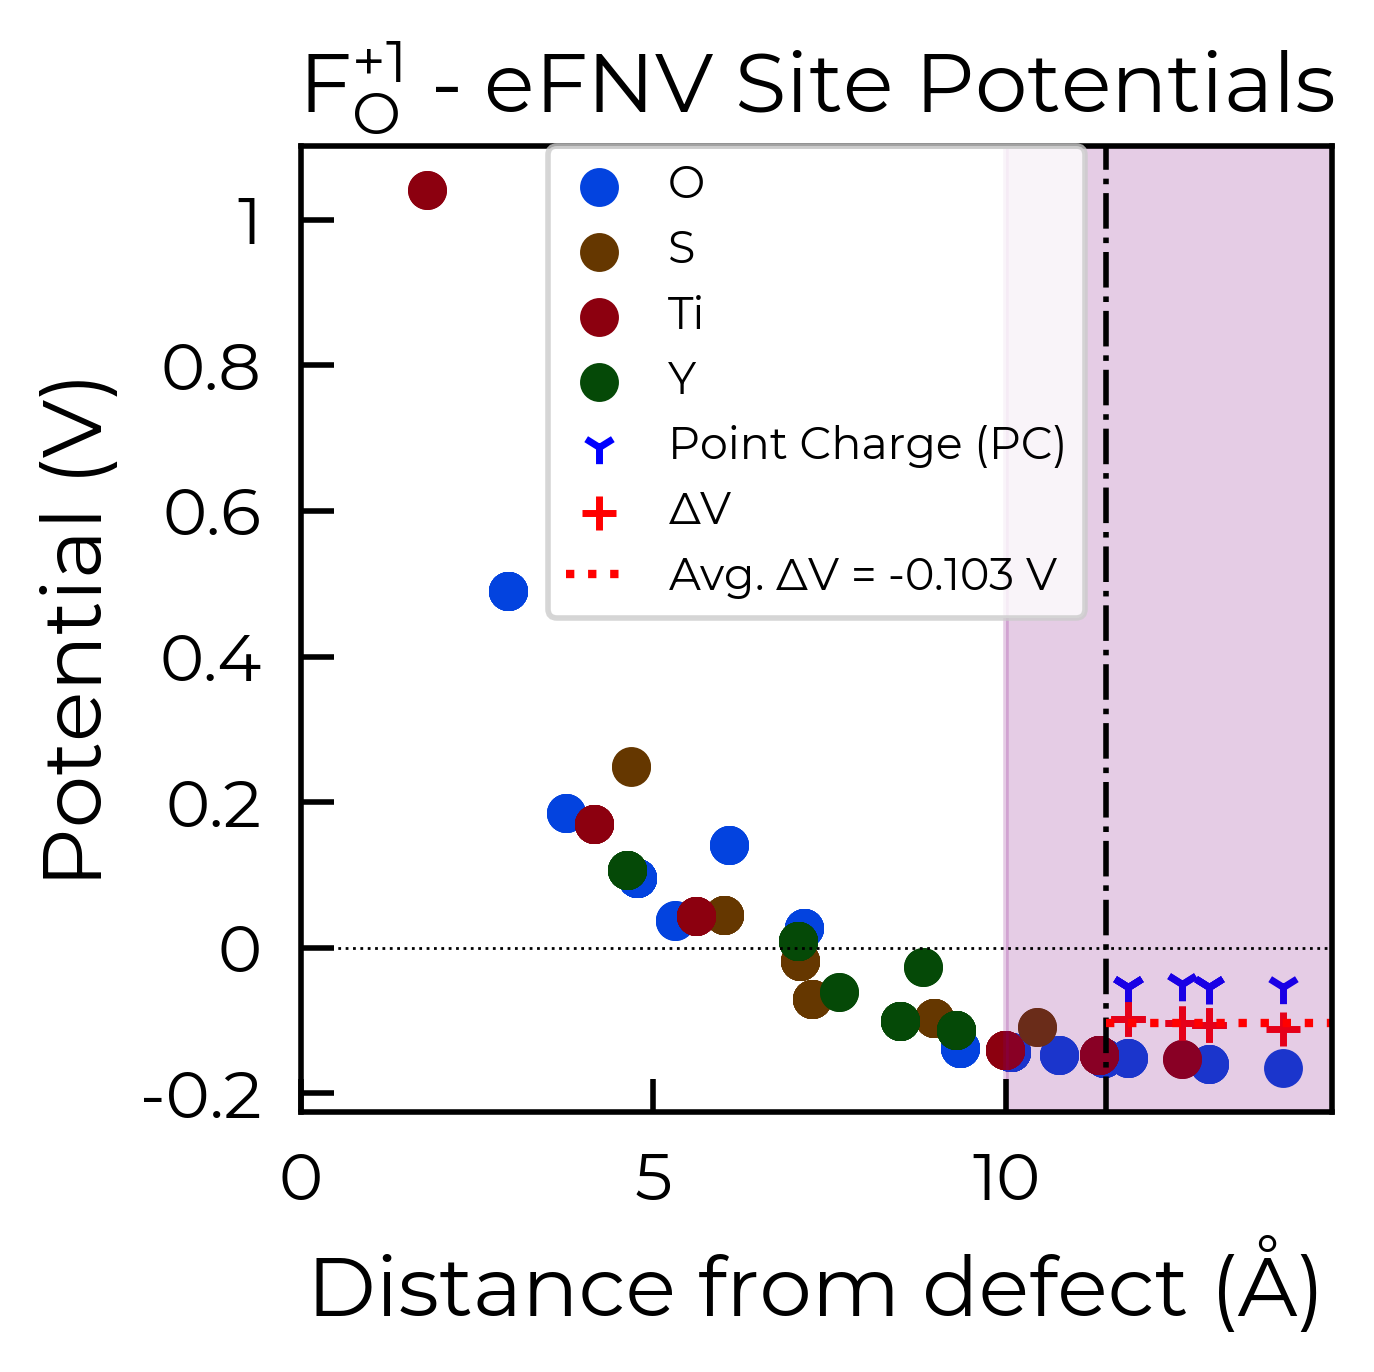 F_O^+1 - eFNV Site Potentials
O
S
Ti
Y
Point Charge (PC)
ΔV
Avg. ΔV = -0.103 V
Potential (V)
1
0.8
0.6
0.4
0.2
0
-0.2
0 5 10
Distance from defect (Å)